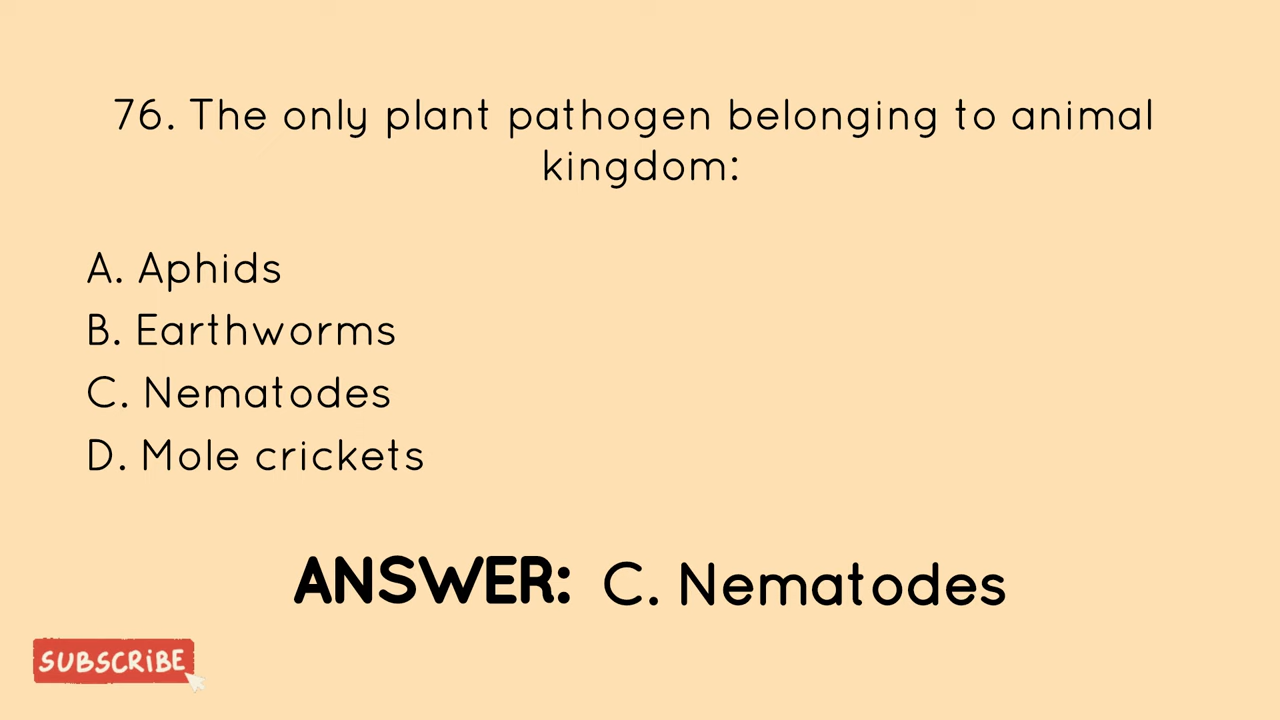 76. The only plant pathogen belonging to animal
kingdom:
A. Aphids
B. Earthworms
C. Nematodes
D. Mole crickets
ANSWER: C. Nematodes
SUBSCRiBE